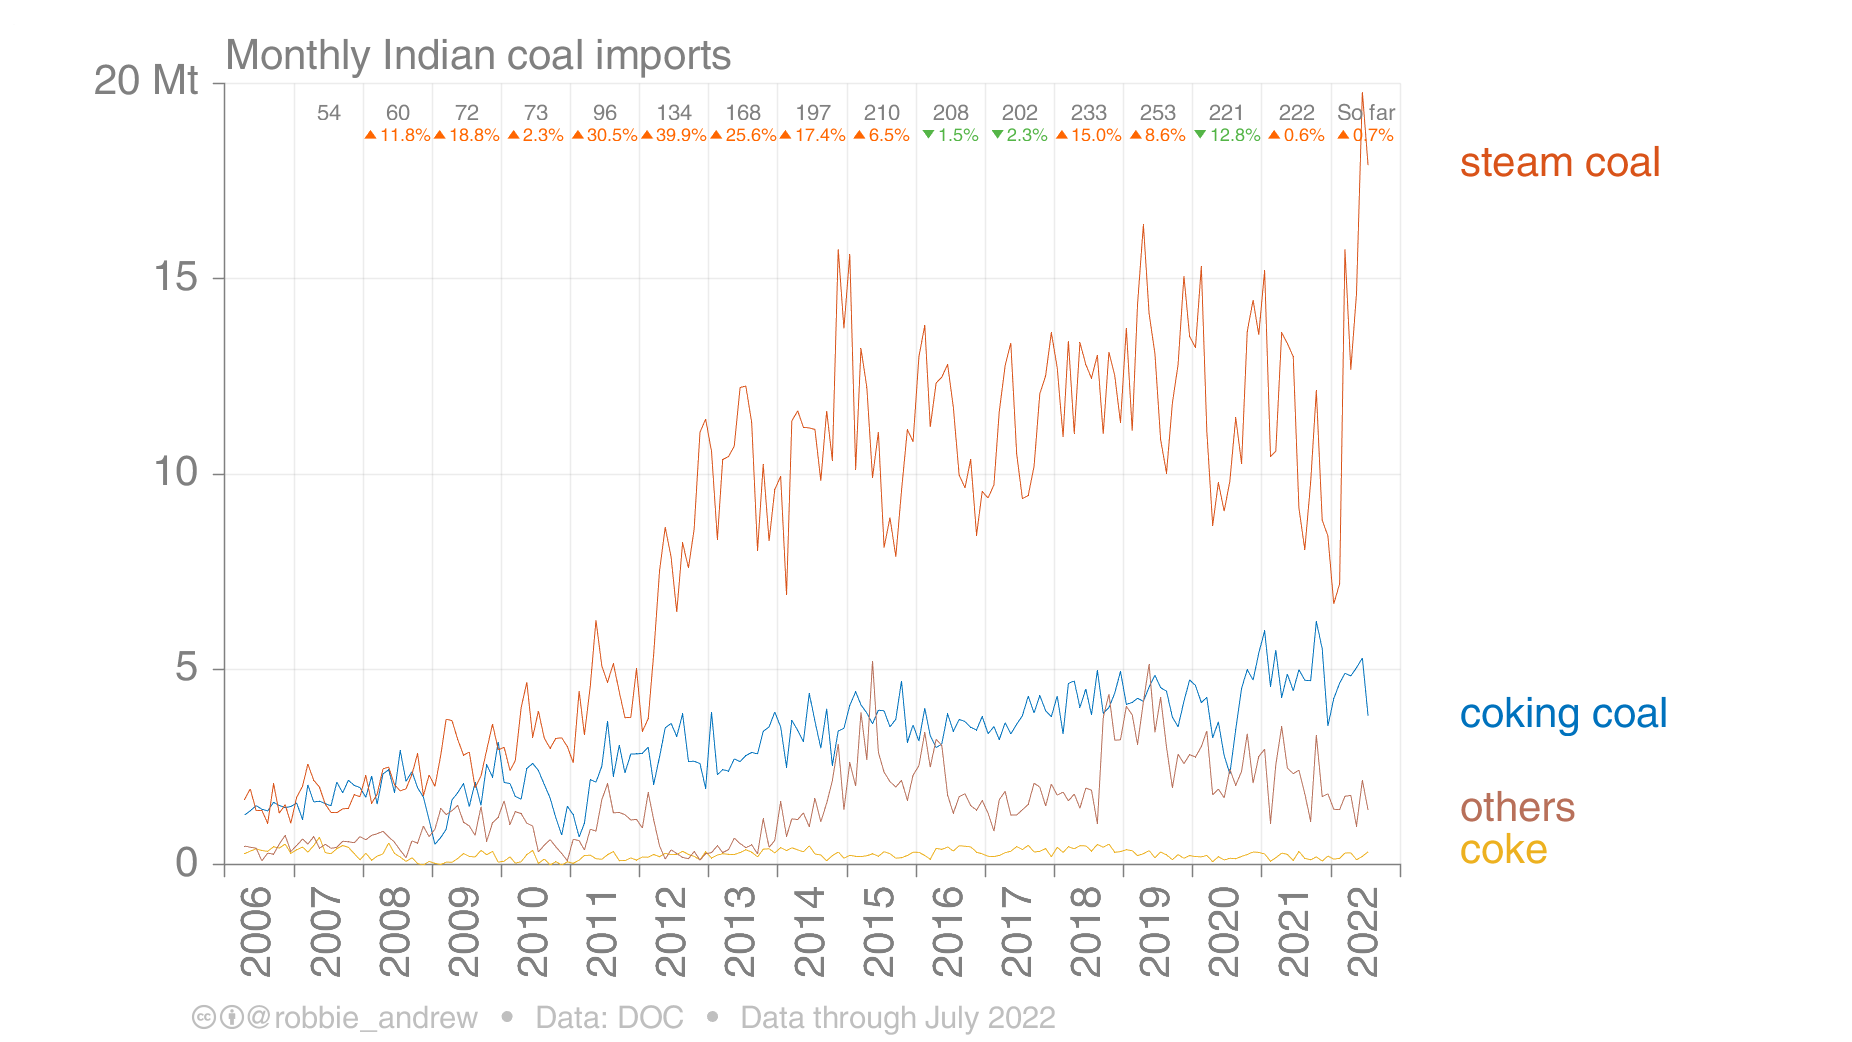 Monthly Indian coal imports
20 Mt
54 60 72 73 96 134 168 197 210 208 202 233 253 221 222 So far
▲ 11.8% ▲ 18.8% ▲ 2.3% ▲ 30.5% ▲ 39.9% ▲ 25.6% ▲ 17.4% ▲ 6.5% ▼ 1.5% ▼ 2.3% ▲ 15.0% ▲ 8.6% ▼ 12.8% ▲ 0.6% ▲ 0.7%
steam coal
15
10
5
coking coal
others
coke
0
2006 2007 2008 2009 2010 2011 2012 2013 2014 2015 2016 2017 2018 2019 2020 2021 2022
cc @robbie_andrew • Data: DOC • Data through July 2022